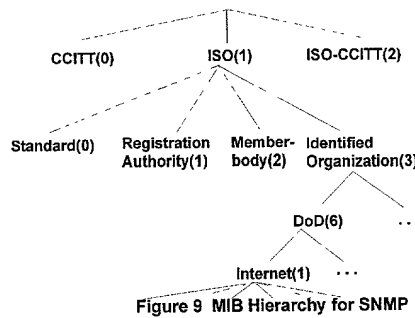 CCITT(0) ISO(1) ISO-CCITT(2)
Standard(0) Registration Authority(1) Member-body(2) Identified Organization(3)
DoD(6) ..
Internet(1) ...
Figure 9 MIB Hierarchy for SNMP